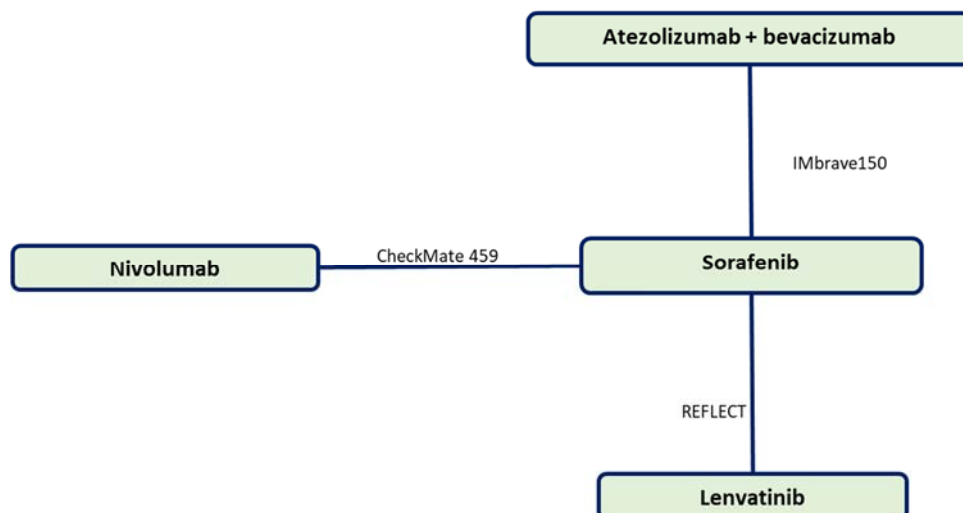 Atezolizumab + bevacizumab
IMbrave150
CheckMate 459
Nivolumab
Sorafenib
REFLECT
Lenvatinib